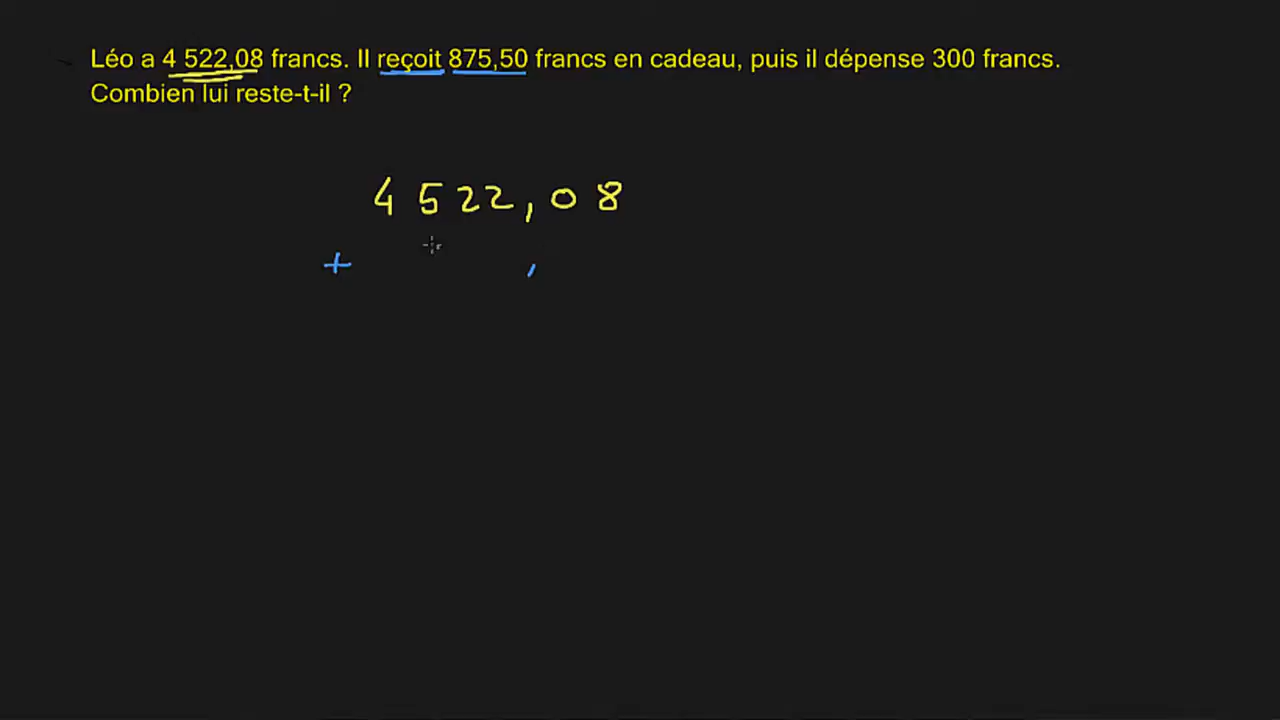 Léo a 4 522,08 francs. Il reçoit 875,50 francs en cadeau, puis il dépense 300 francs.
Combien lui reste-t-il ?
4 5 2 2 , 0 8
+ ,